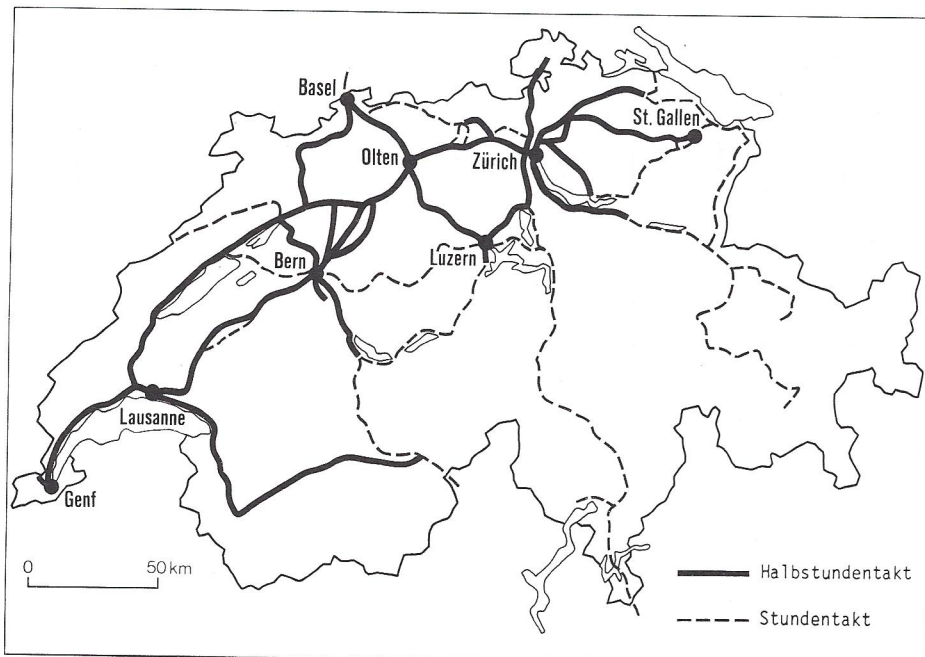 Basel
St. Gallen
Olten
Zürich
Bern
Luzern
Lausanne
Genf
0 50 km
Halbstundentakt
Stundentakt